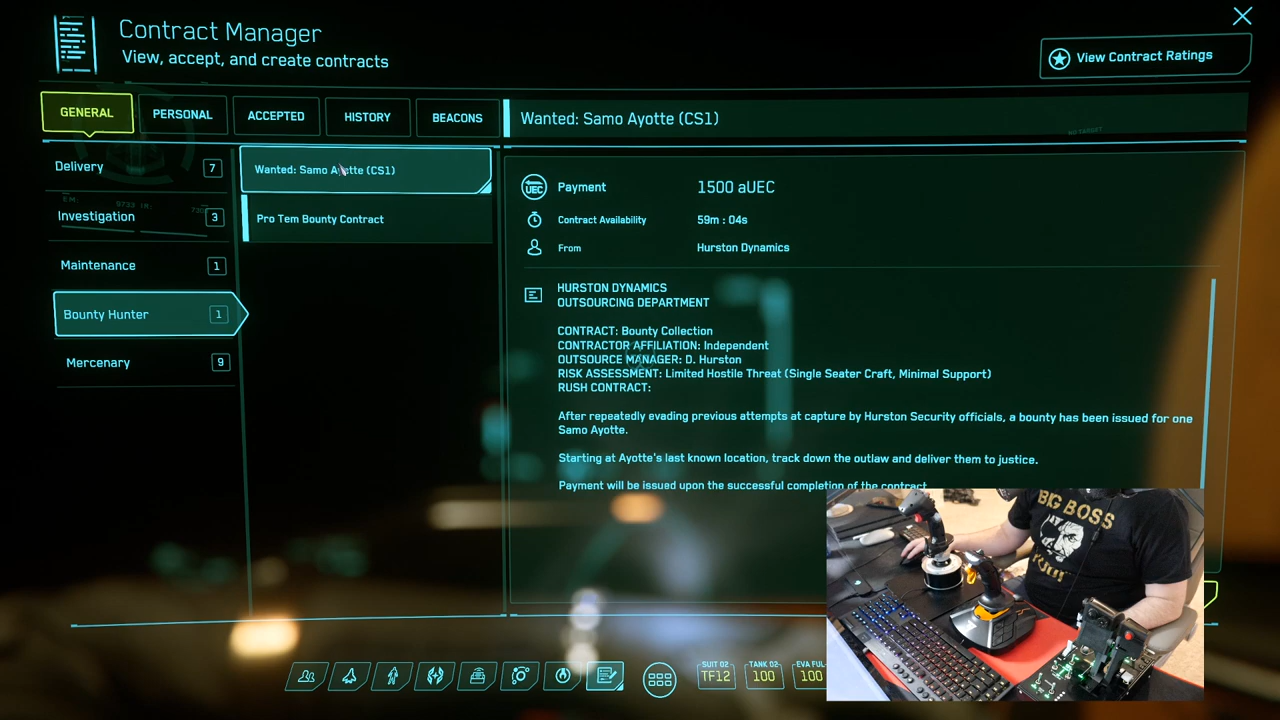 Contract Manager
View, accept, and create contracts
View Contract Ratings
GENERAL
PERSONAL
ACCEPTED
HISTORY
BEACONS
Delivery 7
Investigation 3
Maintenance 1
Bounty Hunter 1
Mercenary 9
Wanted: Samo Ayotte (CS1)
Pro Tem Bounty Contract
Wanted: Samo Ayotte (CS1)
NO TARGET
UEC Payment 1500 aUEC
Contract Availability 59m : 04s
From Hurston Dynamics
HURSTON DYNAMICS
OUTSOURCING DEPARTMENT
CONTRACT: Bounty Collection
CONTRACTOR AFFILIATION: Independent
OUTSOURCE MANAGER: D. Hurston
RISK ASSESSMENT: Limited Hostile Threat (Single Seater Craft, Minimal Support)
RUSH CONTRACT:
After repeatedly evading previous attempts at capture by Hurston Security officials, a bounty has been issued for one
Samo Ayotte.
Starting at Ayotte's last known location, track down the outlaw and deliver them to justice.
Payment will be issued upon the successful completion of the contract
SUIT 02
TF12
TANK 02
100
EVA FUL
100
BIG BOSS